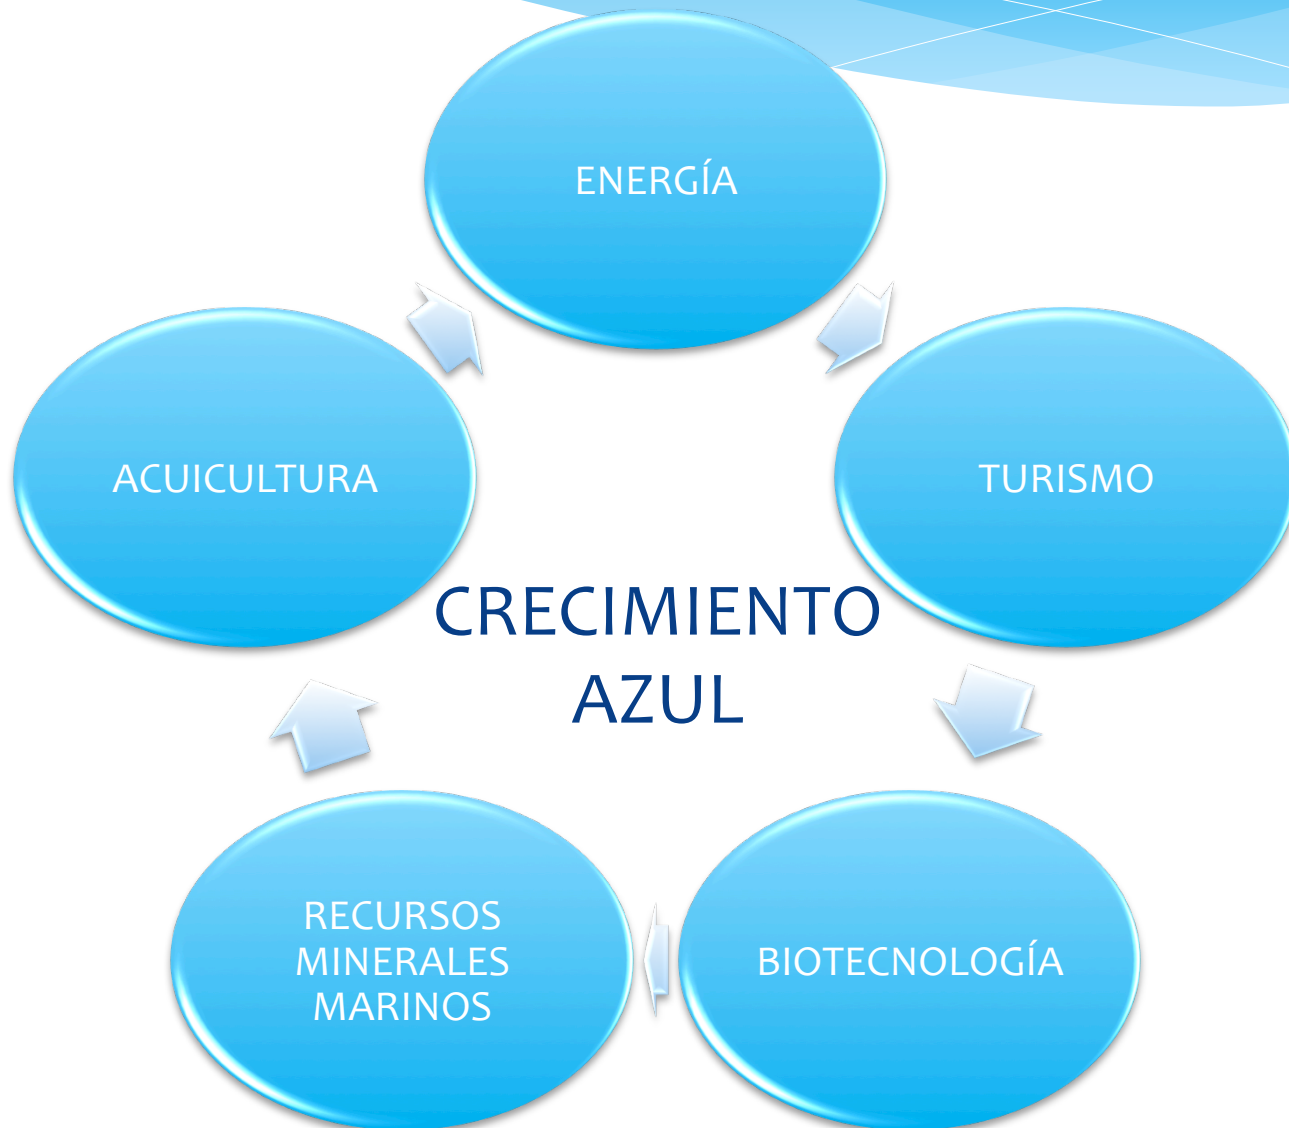 ENERGÍA
TURISMO
BIOTECNOLOGÍA
RECURSOS
MINERALES
MARINOS
ACUICULTURA
CRECIMIENTO
AZUL